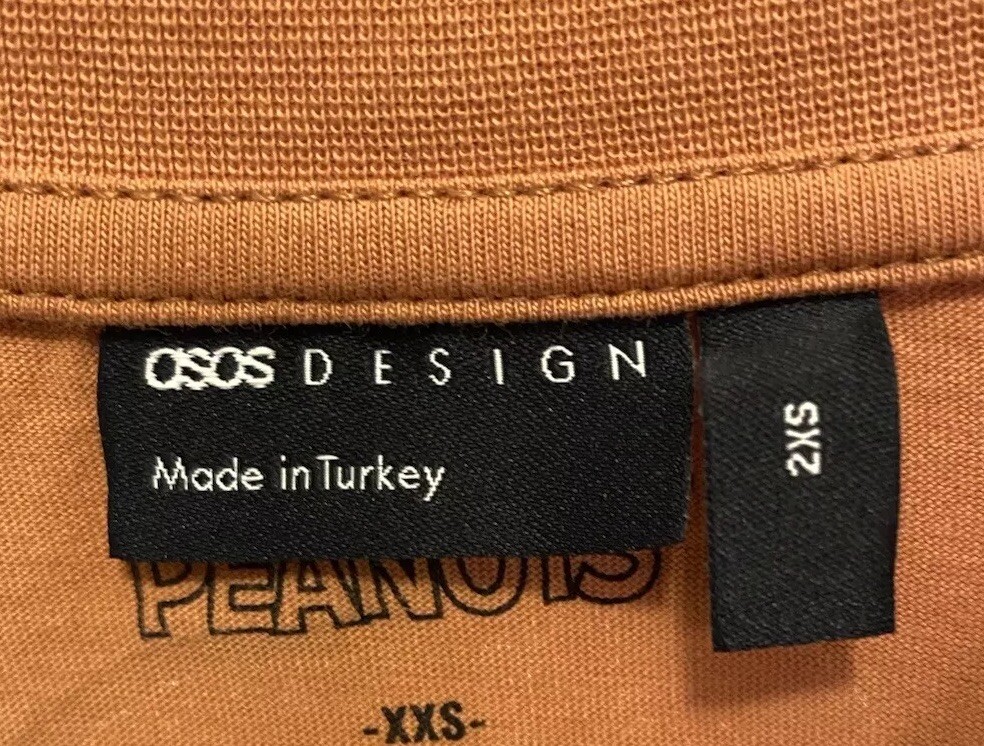 asos DESIGN
Made in Turkey
2XS
PEANUTS
-XXS-